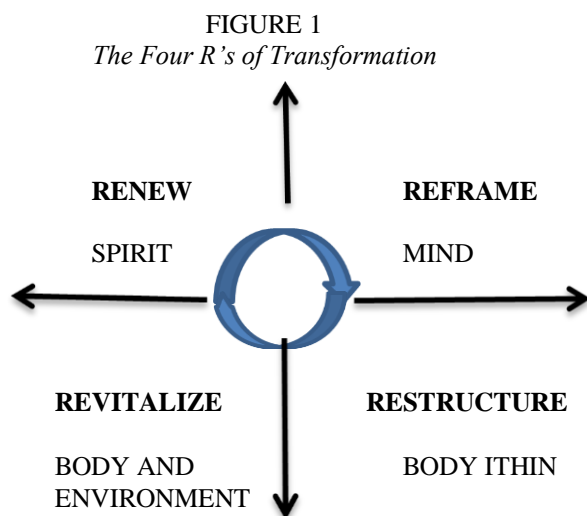 FIGURE 1
The Four R's of Transformation
RENEW
REFRAME
SPIRIT
MIND
REVITALIZE
RESTRUCTURE
BODY AND
ENVIRONMENT
BODY ITHIN